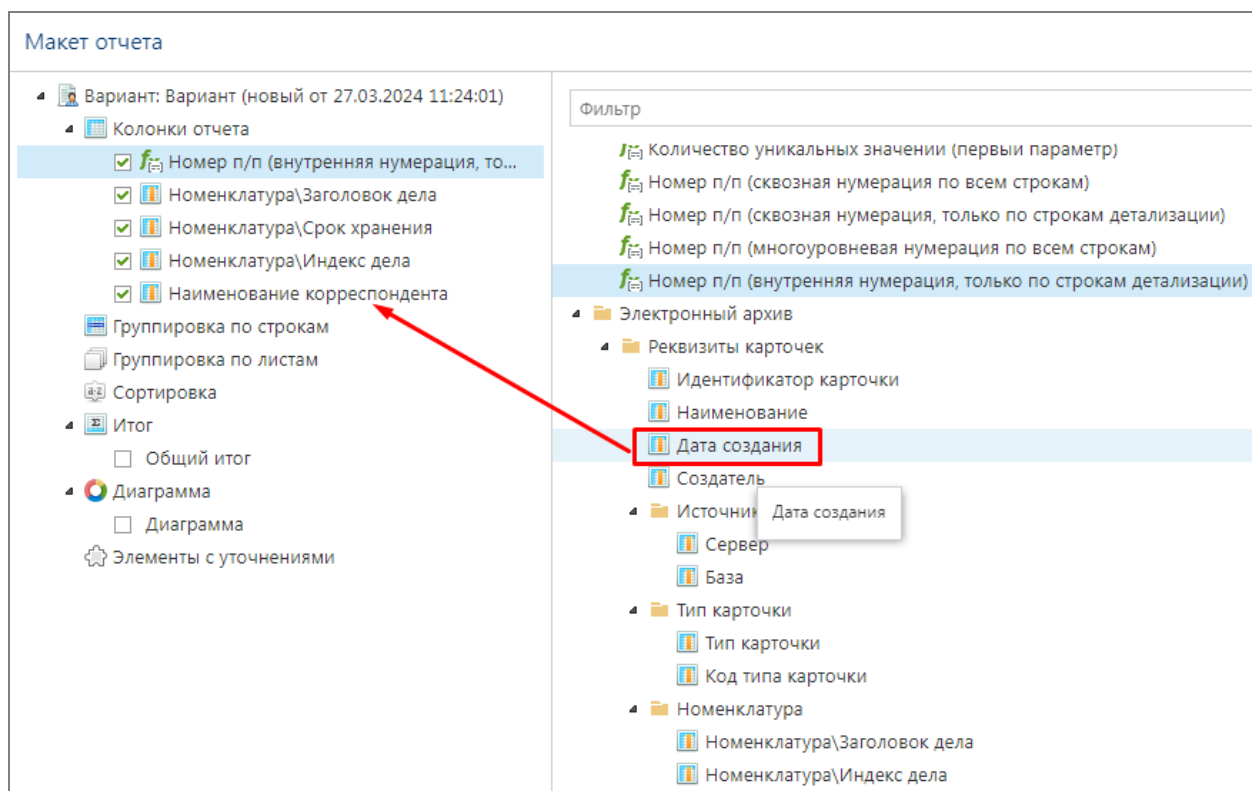 Макет отчета
Вариант: Вариант (новый от 27.03.2024 11:24:01)
Колонки отчета
Номер п/п (внутренняя нумерация, то...
Номенклатура\Заголовок дела
Номенклатура\Срок хранения
Номенклатура\Индекс дела
Наименование корреспондента
Группировка по строкам
Группировка по листам
Сортировка
Итог
Общий итог
Диаграмма
Диаграмма
Элементы с уточнениями
Фильтр
Количество уникальных значений (первый параметр)
Номер п/п (сквозная нумерация по всем строкам)
Номер п/п (сквозная нумерация, только по строкам детализации)
Номер п/п (многоуровневая нумерация по всем строкам)
Номер п/п (внутренняя нумерация, только по строкам детализации)
Электронный архив
Реквизиты карточек
Идентификатор карточки
Наименование
Дата создания
Создатель
Источник
Дата создания
Сервер
База
Тип карточки
Тип карточки
Код типа карточки
Номенклатура
Номенклатура\Заголовок дела
Номенклатура\Индекс дела